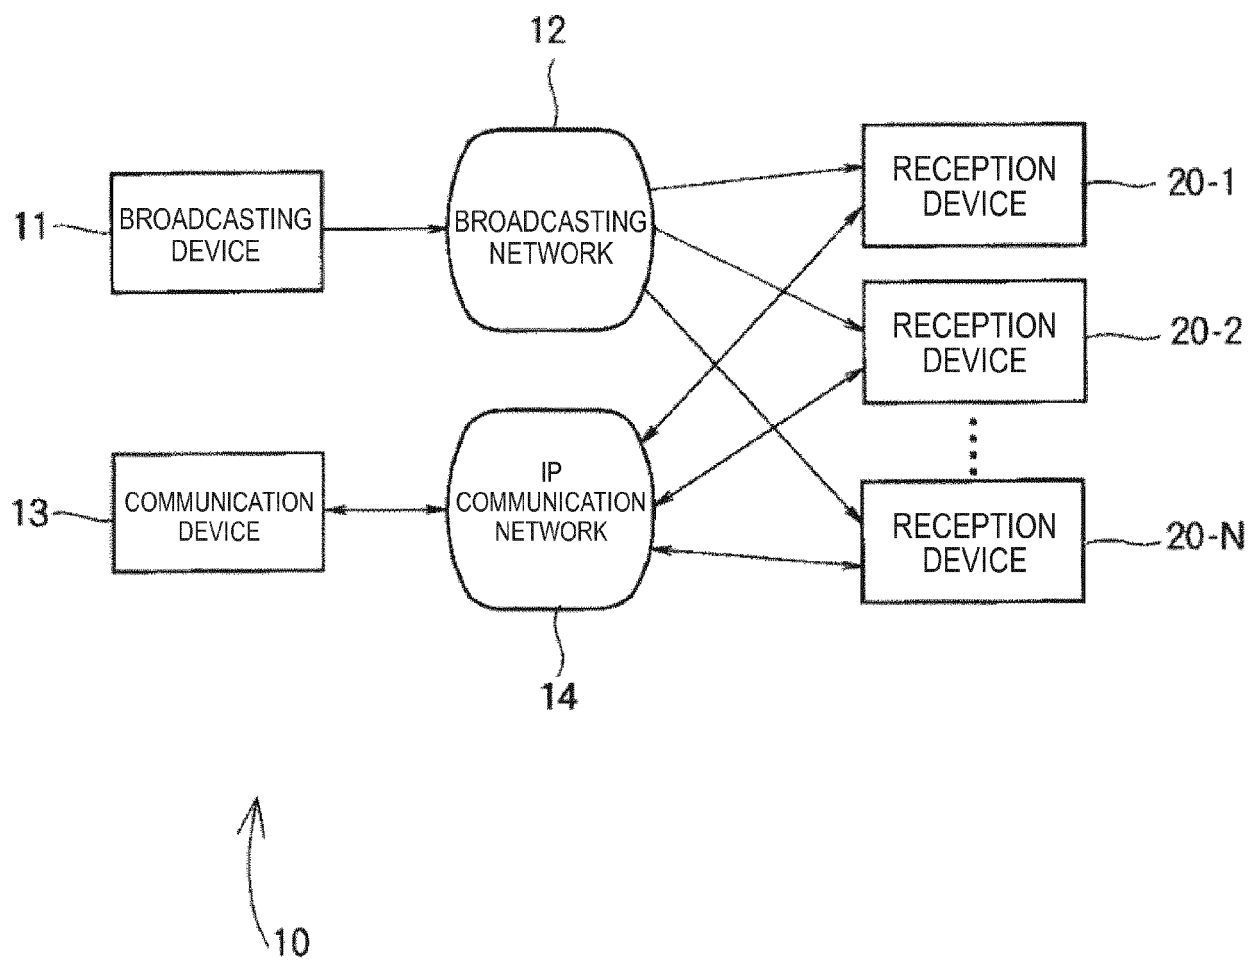 12
RECEPTION
DEVICE
20-1
11
BROADCASTING
DEVICE
BROADCASTING
NETWORK
RECEPTION
DEVICE
20-2
13
COMMUNICATION
DEVICE
IP
COMMUNICATION
NETWORK
RECEPTION
DEVICE
20-N
14
10